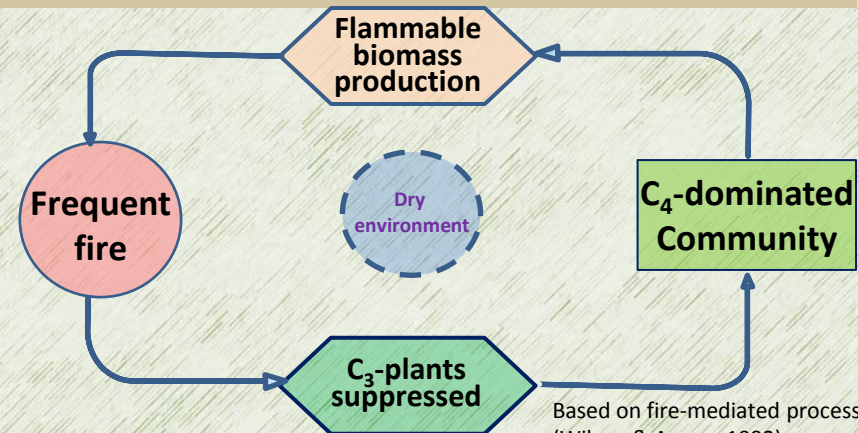 Flammable
biomass
production
Frequent
fire
Dry
environment
C₄-dominated
Community
C₃-plants
suppressed
Based on fire-mediated process